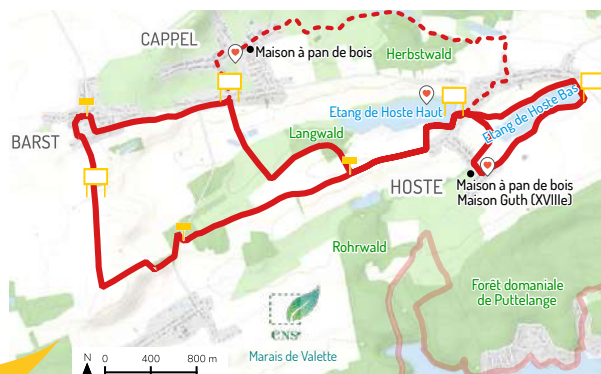 CAPPEL
Maison à pan de bois
Herbstwald
Etang de Hoste Haut
Etang de Hoste Bas
BARST
Langwald
HOSTE
Maison à pan de bois
Maison Guth (XVIIIe)
Rohrwald
Forêt domaniale
de Puttelange
CNS
Marais de Valette
N 0 400 800 m